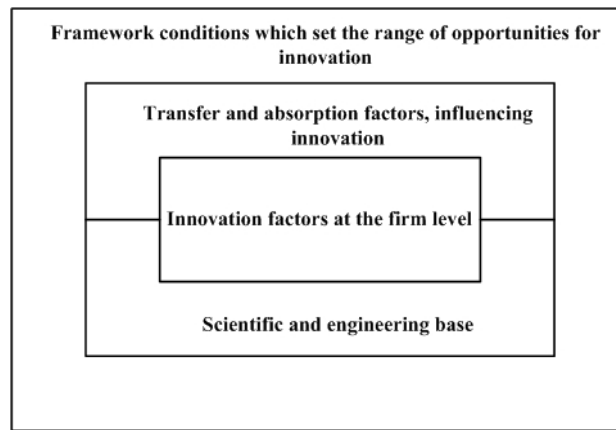 Framework conditions which set the range of opportunities for
innovation
Transfer and absorption factors, influencing
innovation
Innovation factors at the firm level
Scientific and engineering base